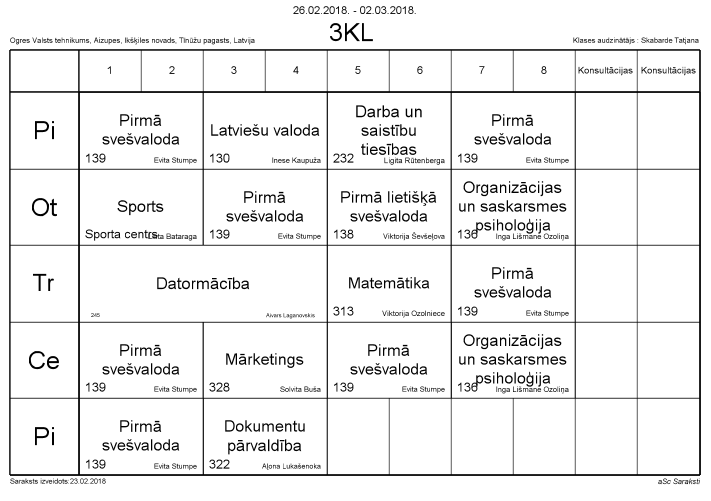 26.02.2018. - 02.03.2018.
3KL
Ogres Valsts tehnikums, Aizupes, Ikšķiles novads, Tīnūžu pagasts, Latvija
Klases audzinātājs : Skabarde Tatjana
1 2 3 4 5 6 7 8 Konsultācijas Konsultācijas
Pi
Pirmā
svešvaloda
139 Evita Stumpe
Latviešu valoda
130 Inese Kaupuža
Darba un
saistību
tiesības
232 Ligita Rūtenberga
Pirmā
svešvaloda
139 Evita Stumpe
Ot
Sports
Sporta centrs Bataraga
Pirmā
svešvaloda
139 Evita Stumpe
Pirmā lietišķā
svešvaloda
138 Viktorija Ševšeļova
Organizācijas
un saskarsmes
psiholoģija
136 Inga Lišmane Ozoliņa
Tr
Datormācība
245 Aivars Laganovskis
Matemātika
313 Viktorija Ozolniece
Pirmā
svešvaloda
139 Evita Stumpe
Ce
Pirmā
svešvaloda
139 Evita Stumpe
Mārketings
328 Solvita Buša
Pirmā
svešvaloda
139 Evita Stumpe
Organizācijas
un saskarsmes
psiholoģija
136 Inga Lišmane Ozoliņa
Pi
Pirmā
svešvaloda
139 Evita Stumpe
Dokumentu
pārvaldība
322 Aļona Lukašenoka
Saraksts izveidots:23.02.2018
aSc Saraksti